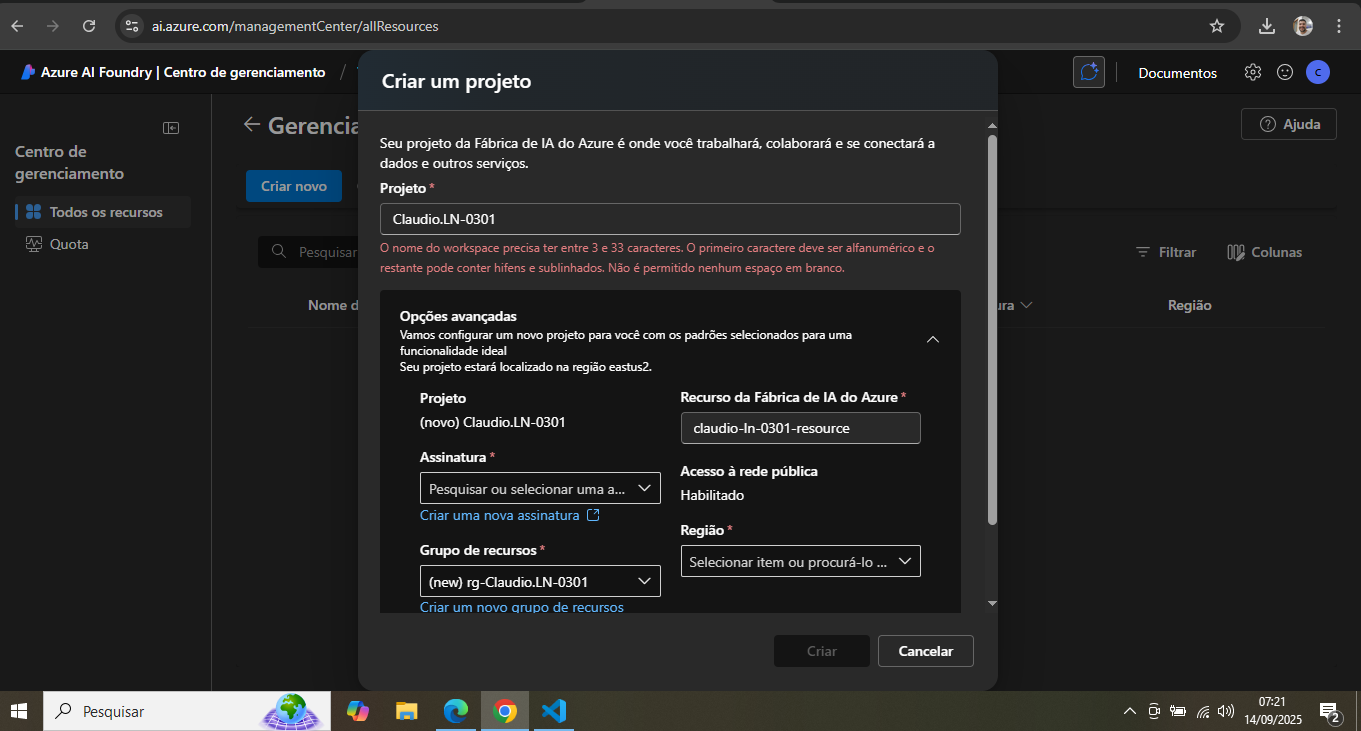 ai.azure.com/managementCenter/allResources
Azure AI Foundry | Centro de gerenciamento /
Documentos
C
Criar um projeto
Gerencia
Ajuda
Centro de
gerenciamento
Todos os recursos
Quota
Criar novo
Pesquisar
Filtrar
Colunas
Nome d
ura
Região
Seu projeto da Fábrica de IA do Azure é onde você trabalhará, colaborará e se conectará a
dados e outros serviços.
Projeto *
Claudio.LN-0301
O nome do workspace precisa ter entre 3 e 33 caracteres. O primeiro caractere deve ser alfanumérico e o
restante pode conter hifens e sublinhados. Não é permitido nenhum espaço em branco.
Opções avançadas
Vamos configurar um novo projeto para você com os padrões selecionados para uma
funcionalidade ideal
Seu projeto estará localizado na região eastus2.
Projeto
(novo) Claudio.LN-0301
Recurso da Fábrica de IA do Azure *
claudio-ln-0301-resource
Assinatura *
Pesquisar ou selecionar uma a...
Criar uma nova assinatura
Acesso à rede pública
Habilitado
Grupo de recursos *
(new) rg-Claudio.LN-0301
Criar um novo grupo de recursos
Região *
Selecionar item ou procurá-lo ...
Criar
Cancelar
Pesquisar
07:21
14/09/2025
2